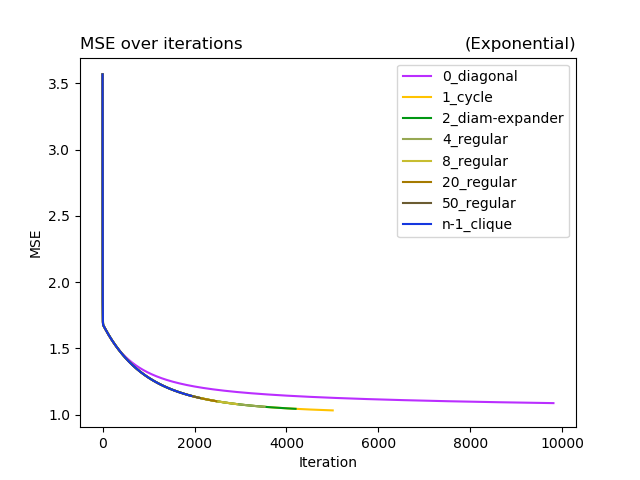 MSE over iterations (Exponential)
0_diagonal
1_cycle
2_diam-expander
4_regular
8_regular
20_regular
50_regular
n-1_clique
MSE
3.5
3.0
2.5
2.0
1.5
1.0
0 2000 4000 6000 8000 10000
Iteration